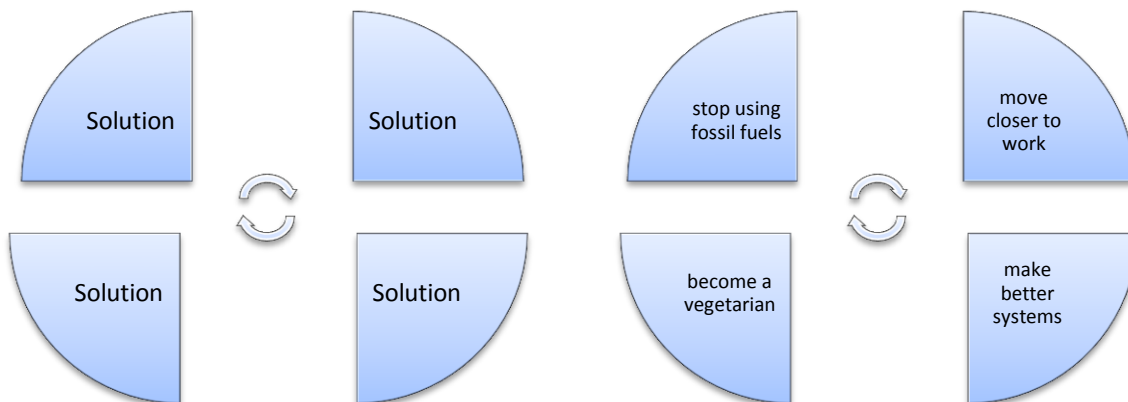 Solution
Solution
Solution
Solution
stop using
fossil fuels
move
closer to
work
become a
vegetarian
make
better
systems